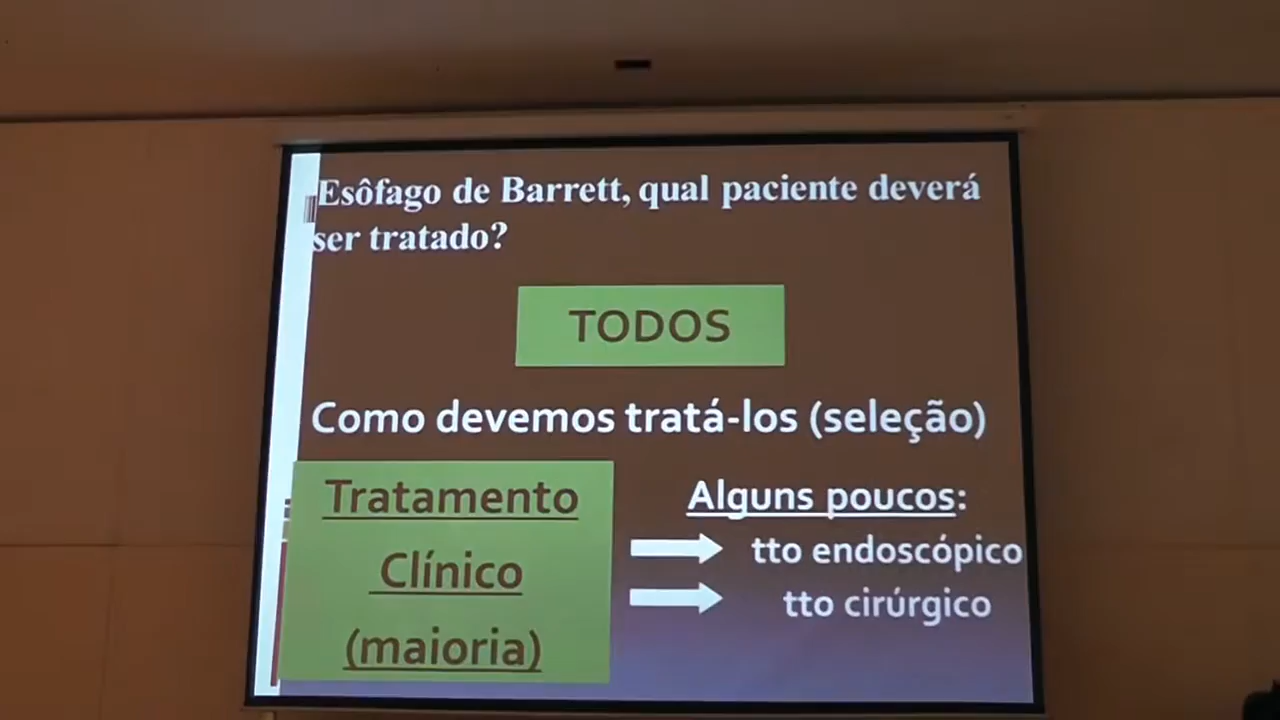 Esôfago de Barrett, qual paciente deverá
ser tratado?
TODOS
Como devemos tratá-los (seleção)
Tratamento
Clínico
(maioria)
Alguns poucos:
tto endoscópico
tto cirúrgico